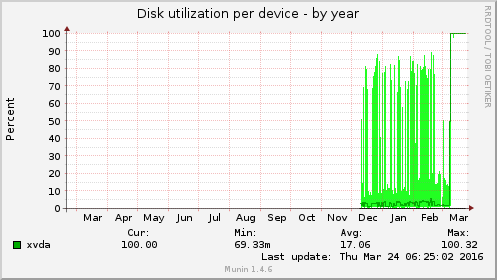 Disk utilization per device - by year
RRDTOOL / TOBI OETIKER
Percent
100
90
80
70
60
50
40
30
20
10
0
Mar Apr May Jun Jul Aug Sep Oct Nov Dec Jan Feb Mar
Cur: Min: Avg: Max:
xvda 100.00 69.33m 17.06 100.32
Last update: Thu Mar 24 06:25:02 2016
Munin 1.4.6